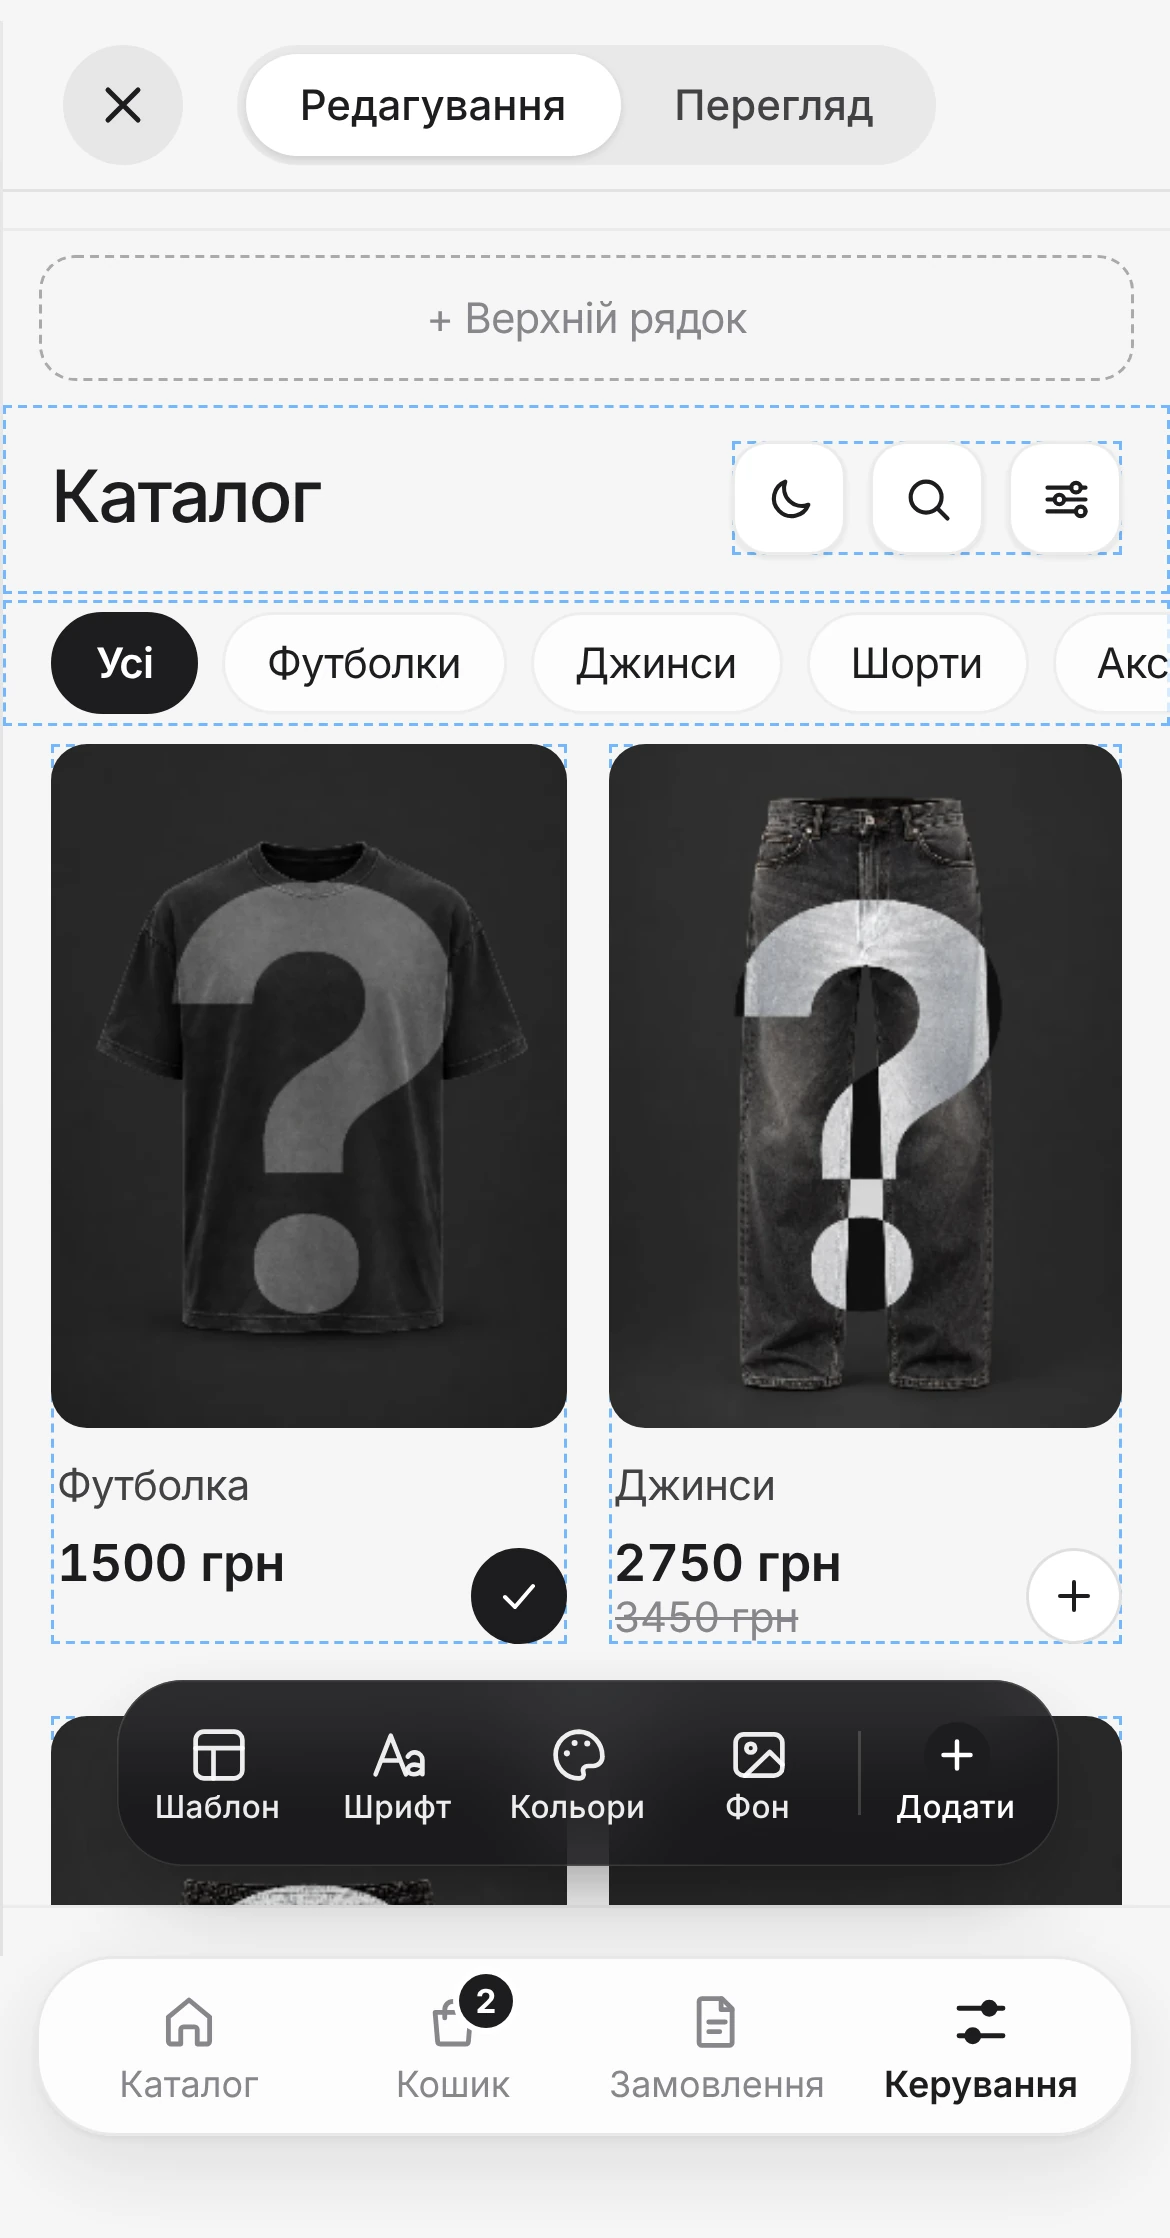 Редагування Перегляд
+ Верхній рядок
Каталог
Усі Футболки Джинси Шорти Акс
Футболка Джинси
1500 грн 2750 грн
3450 грн
Шаблон Шрифт Кольори Фон Додати
2
Каталог Кошик Замовлення Керування